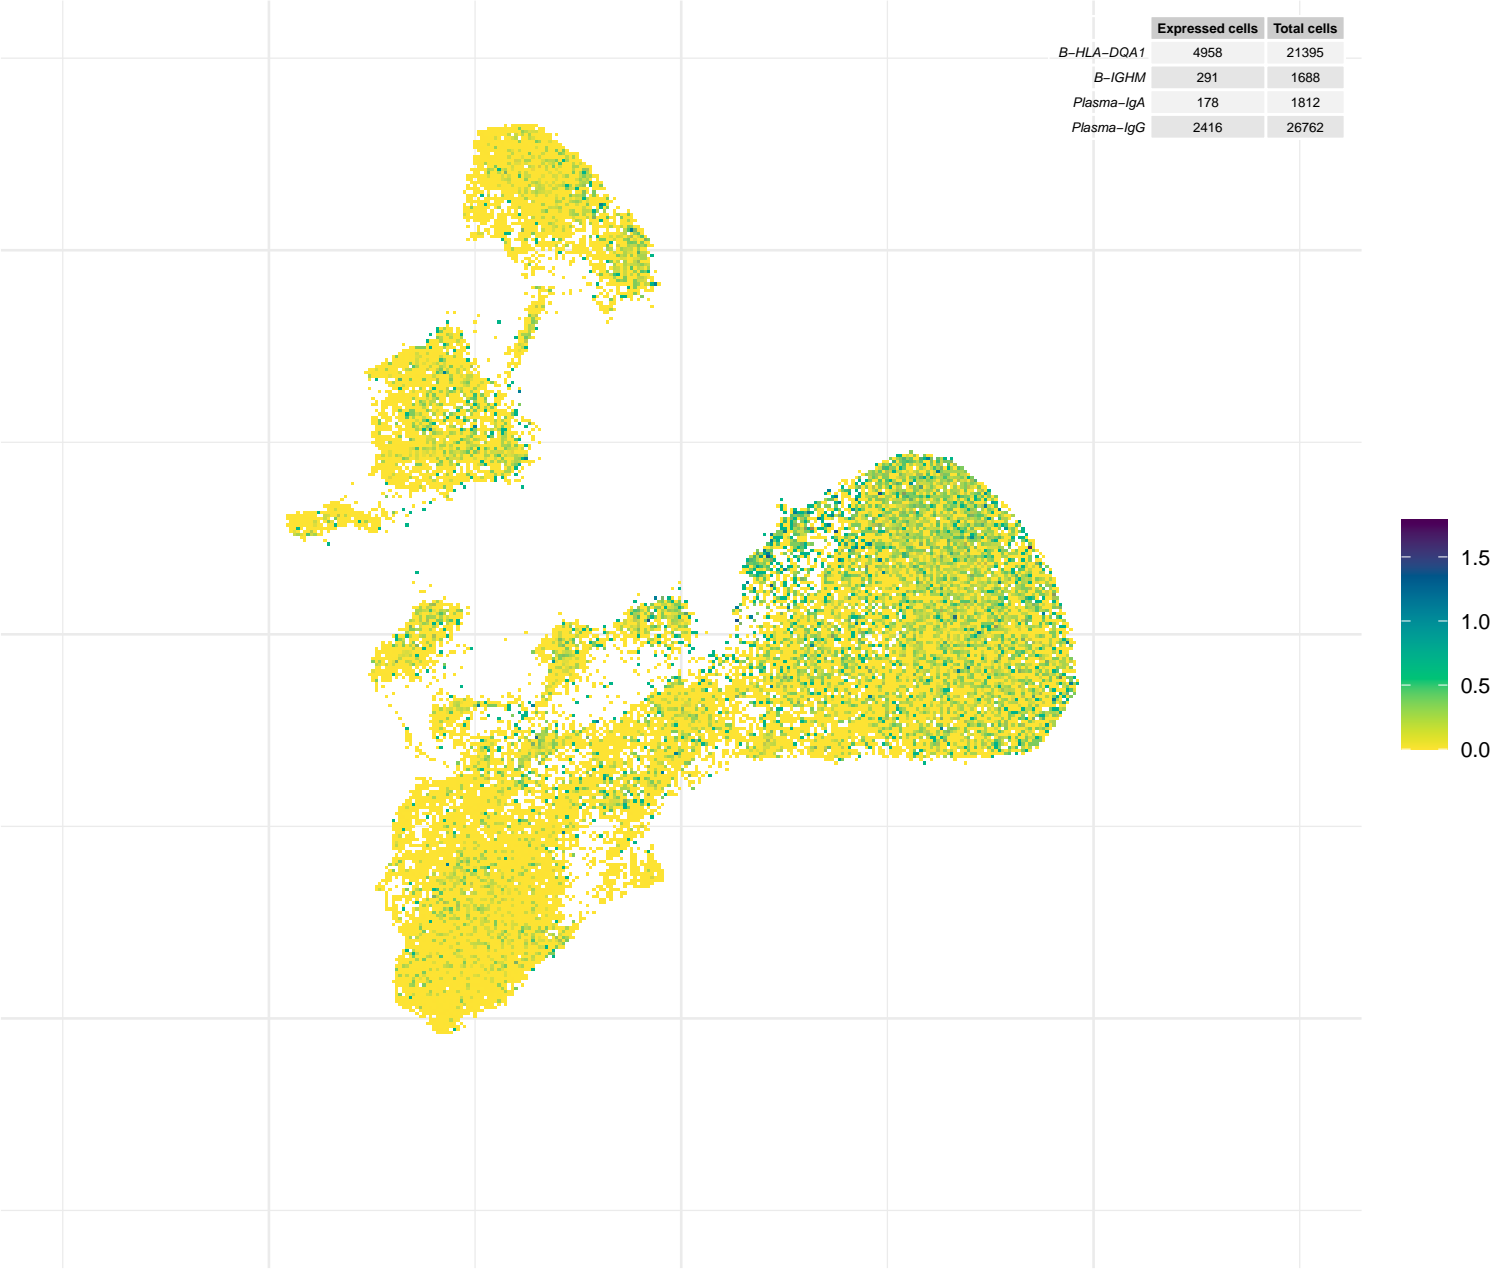 Expressed cells Total cells
B−HLA−DQA1 4958 21395
B−IGHM 291 1688
Plasma−IgA 178 1812
Plasma−IgG 2416 26762
1.5
1.0
0.5
0.0